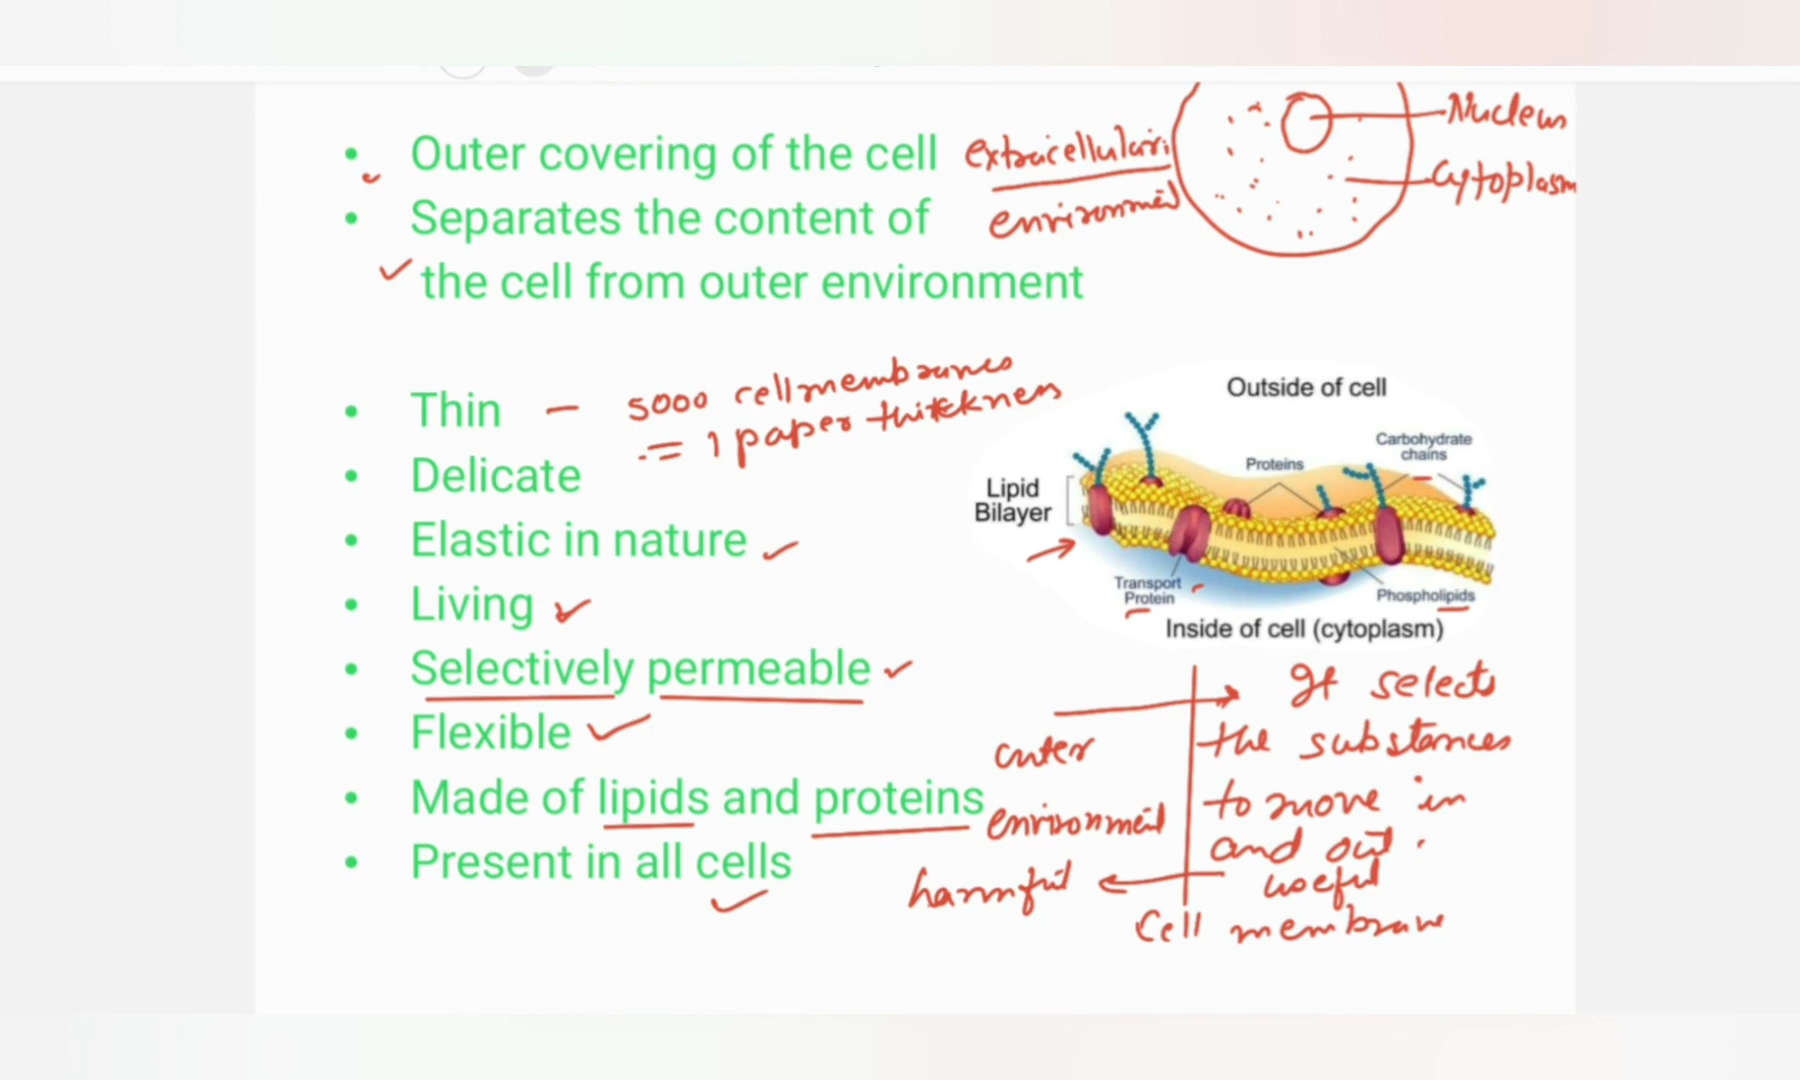 • Outer covering of the cell
• Separates the content of
the cell from outer environment
extracellular
environment
Nucleus
Cytoplasm
• Thin – 5000 cell membranes
= 1 paper thickness
• Delicate
• Elastic in nature
• Living
• Selectively permeable
• Flexible
• Made of lipids and proteins
• Present in all cells
Outside of cell
Carbohydrate
chains
Proteins
Lipid
Bilayer
Transport
Protein
Phospholipids
Inside of cell (cytoplasm)
It selects
the substances
to move in
and out.
outer
environment
harmful
useful
Cell membrane